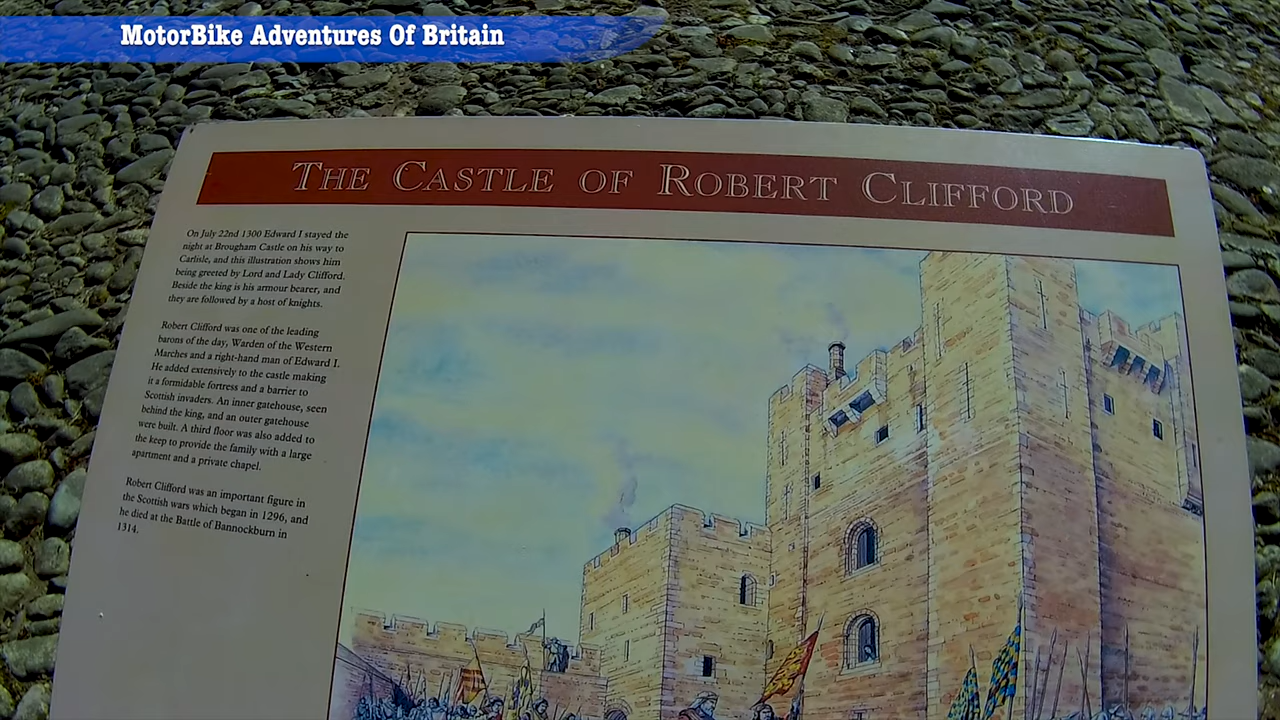 MotorBike Adventures Of Britain
THE CASTLE OF ROBERT CLIFFORD
On July 22nd 1300 Edward I stayed the
night at Brougham Castle on his way to
Carlisle, and this illustration shows him
being greeted by Lord and Lady Clifford.
Beside the king is his armour bearer, and
they are followed by a host of knights.
Robert Clifford was one of the leading
barons of the day, Warden of the Western
Marches and a right-hand man of Edward I.
He added extensively to the castle making
it a formidable fortress and a barrier to
Scottish invaders. An inner gatehouse, seen
behind the king, and an outer gatehouse
were built. A third floor was also added to
the keep to provide the family with a large
apartment and a private chapel.
Robert Clifford was an important figure in
the Scottish wars which began in 1296, and
he died at the Battle of Bannockburn in
1314.